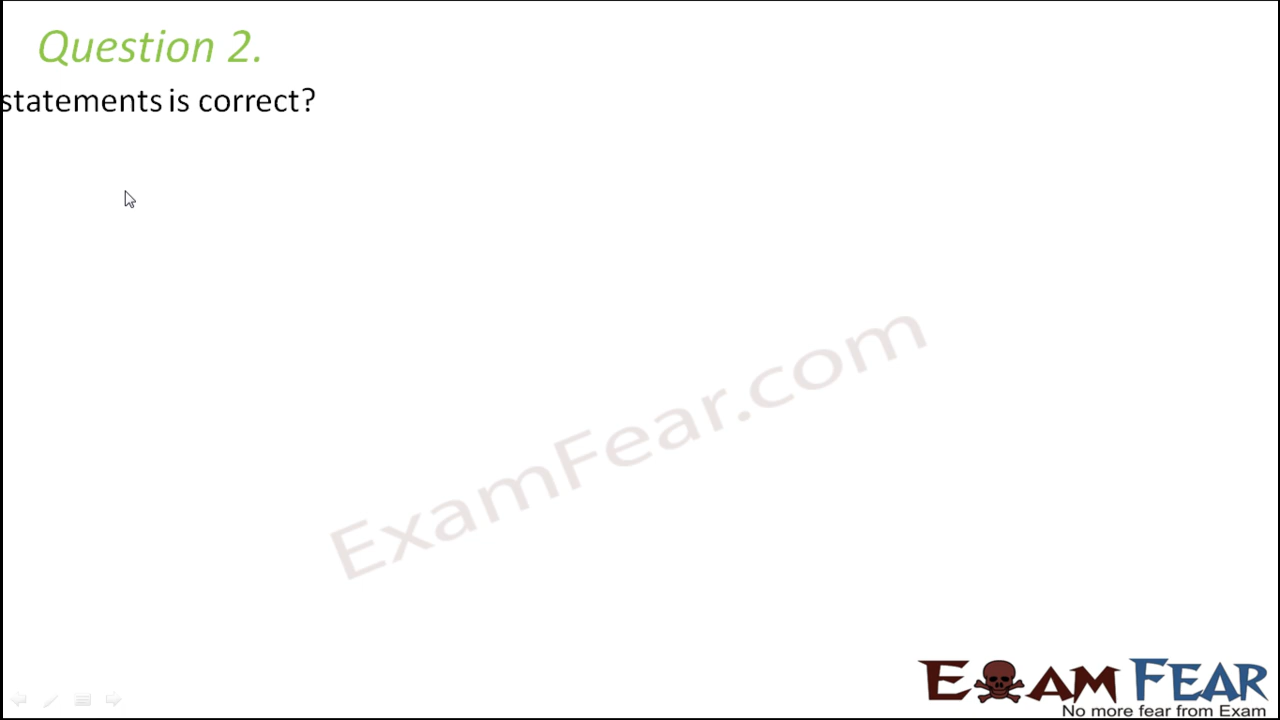 Question 2.
statements is correct?
ExamFear.com
EXAM FEAR
No more fear from Exam